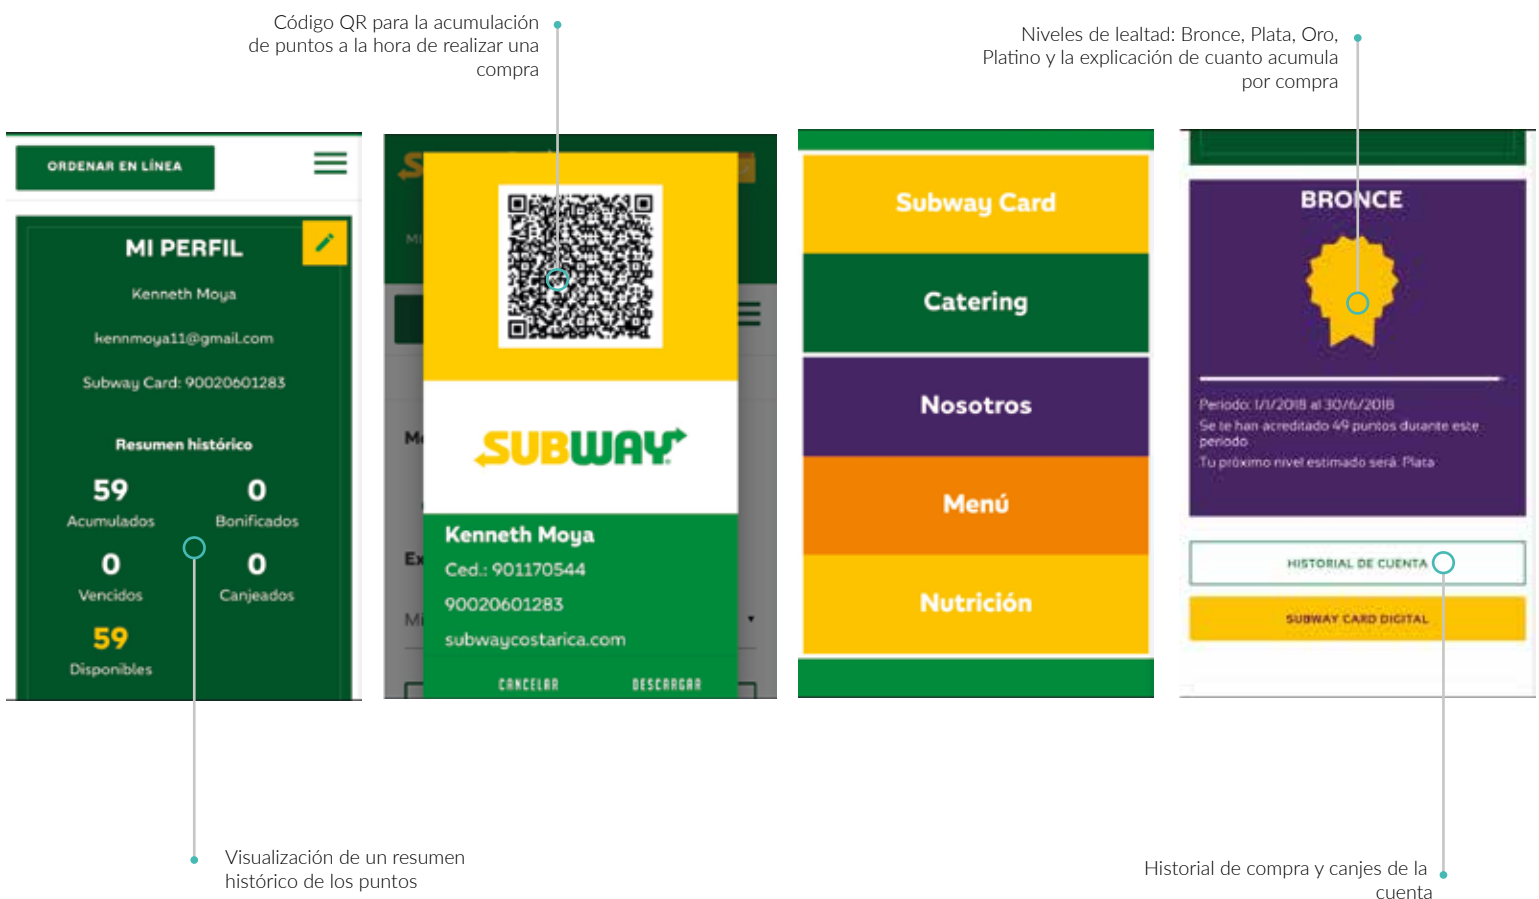 Código QR para la acumulación
de puntos a la hora de realizar una
compra
Niveles de lealtad: Bronce, Plata, Oro,
Platino y la explicación de cuanto acumula
por compra
ORDENAR EN LÍNEA
MI PERFIL
Kenneth Moya
kennmoya11@gmail.com
Subway Card: 90020601283
Resumen histórico
59 0
Acumulados Bonificados
0 0
Vencidos Canjeados
59
Disponibles
SUBWAY
Kenneth Moya
Ced.: 901170544
90020601283
subwaycostarica.com
CANCELAR DESCARGAR
Subway Card
Catering
Nosotros
Menú
Nutrición
BRONCE
Periodo: 1/1/2018 al 30/6/2018
Se te han acreditado 49 puntos durante este
periodo
Tu próximo nivel estimado será: Plata
HISTORIAL DE CUENTA
SUBWAY CARD DIGITAL
Visualización de un resumen
histórico de los puntos
Historial de compra y canjes de la
cuenta